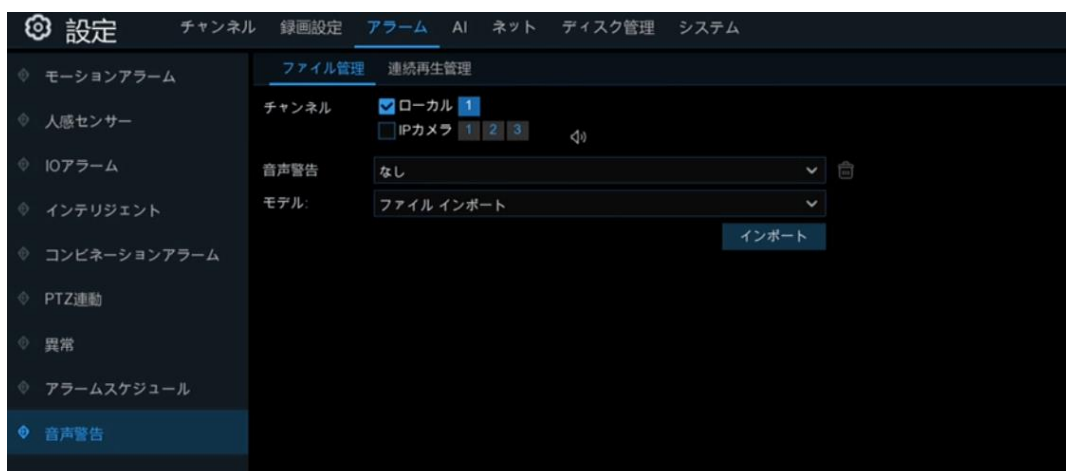 設定 チャンネル 録画設定 アラーム AI ネット ディスク管理 システム
モーションアラーム
人感センサー
IOアラーム
インテリジェント
コンビネーションアラーム
PTZ連動
異常
アラームスケジュール
音声警告
ファイル管理 連続再生管理
チャンネル ローカル 1
IPカメラ 1 2 3
音声警告 なし
モデル: ファイル インポート
インポート